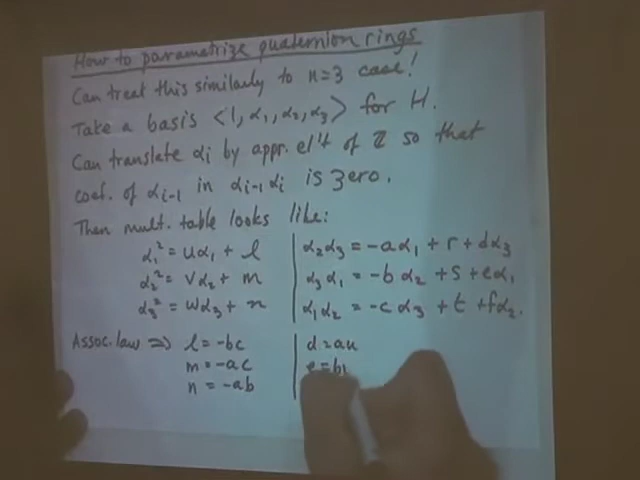 How to parametrize quaternion rings
Can treat this similarly to n=3 case!
Take a basis <1, α₁, α₂, α₃> for H.
Can translate αi by appr. el't of Z so that
coef. of αi-1 in αi-1 αi is zero.
Then mult. table looks like:
α₁² = uα₁ + l | α₂α₃ = -aα₁ + r + dα₃
α₂² = vα₂ + m | α₃α₁ = -bα₂ + s + eα₁
α₃² = wα₃ + n | α₁α₂ = -cα₃ + t + fα₂.
Assoc. law ⇒ l = -bc | d = au
m = -ac | e = b
n = -ab